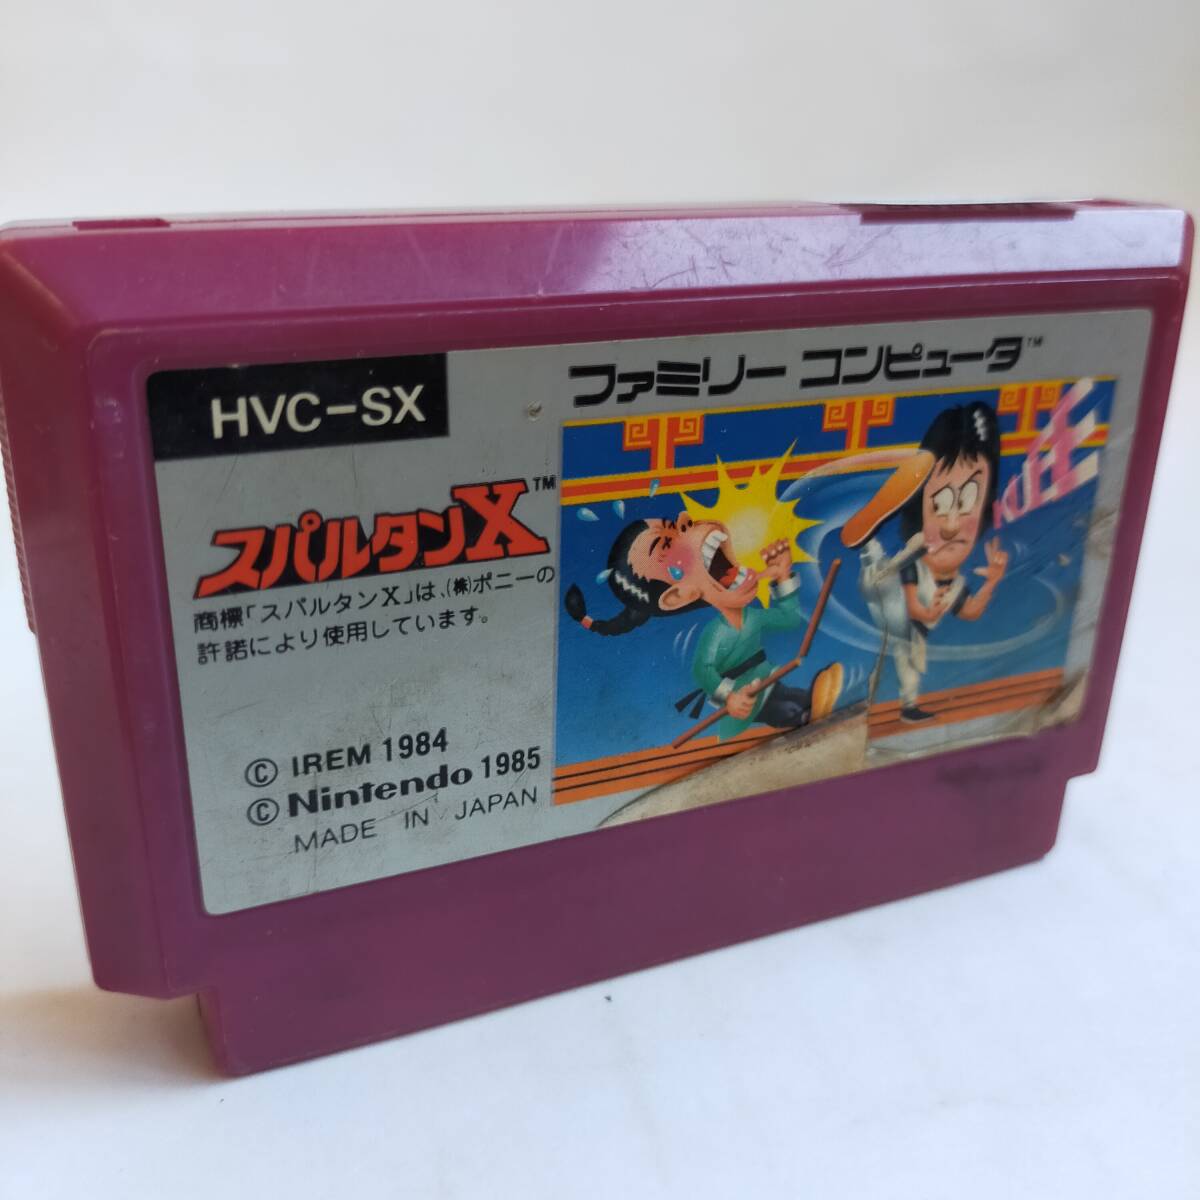 HVC-SX
ファミリー コンピュータ™
スパルタンX™
商標「スパルタンX」は、(株)ポニーの
許諾により使用しています。
© IREM 1984
© Nintendo 1985
MADE IN JAPAN